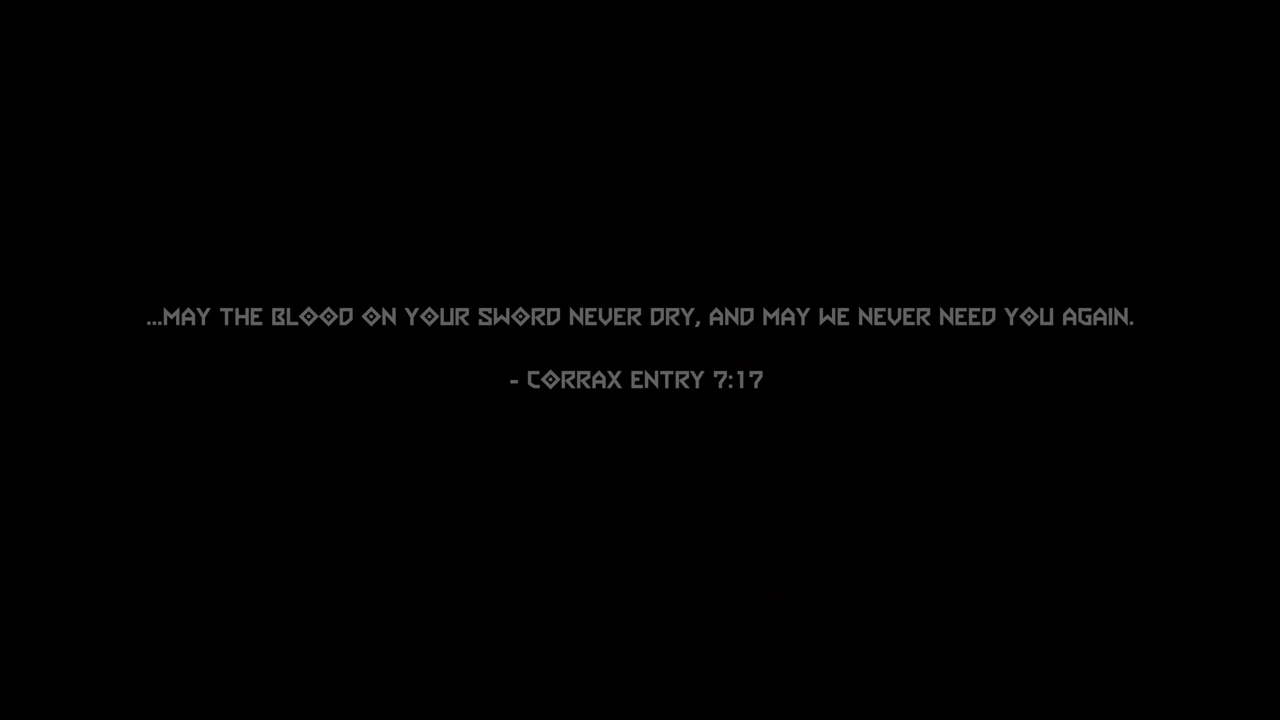 ...MAY THE BLOOD ON YOUR SWORD NEVER DRY, AND MAY WE NEVER NEED YOU AGAIN.
- CORRAX ENTRY 7:17